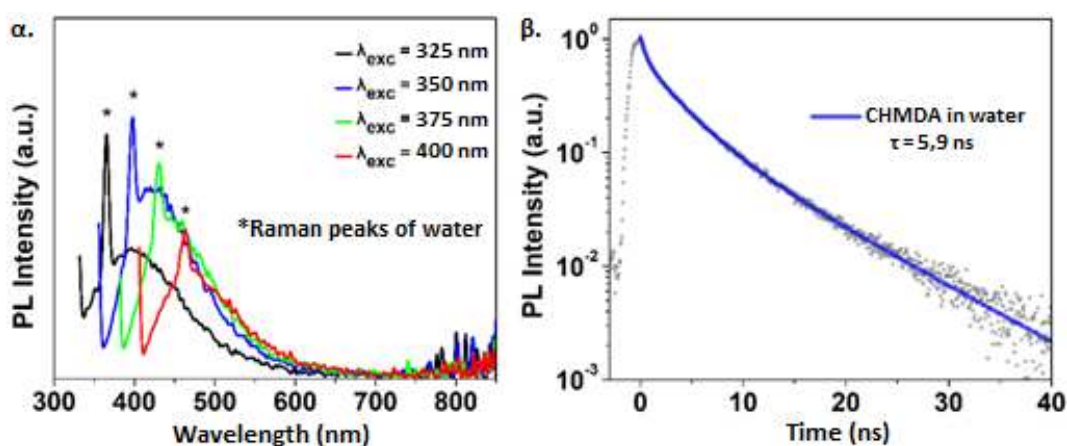 α.
PL Intensity (a.u.)
λexc = 325 nm
λexc = 350 nm
λexc = 375 nm
λexc = 400 nm
*
*
*
*
*Raman peaks of water
300 400 500 600 700 800
Wavelength (nm)
β.
PL Intensity (a.u.)
10⁰
10⁻¹
10⁻²
10⁻³
CHMDA in water
τ = 5,9 ns
0 10 20 30 40
Time (ns)